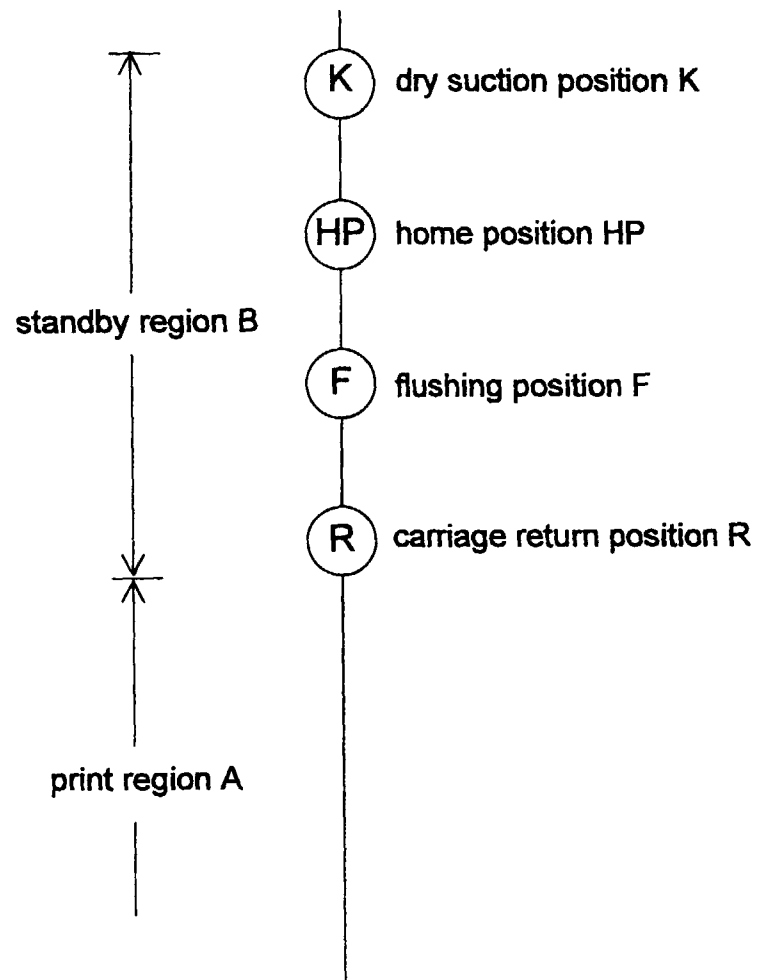 K dry suction position K
HP home position HP
standby region B
F flushing position F
R carriage return position R
print region A